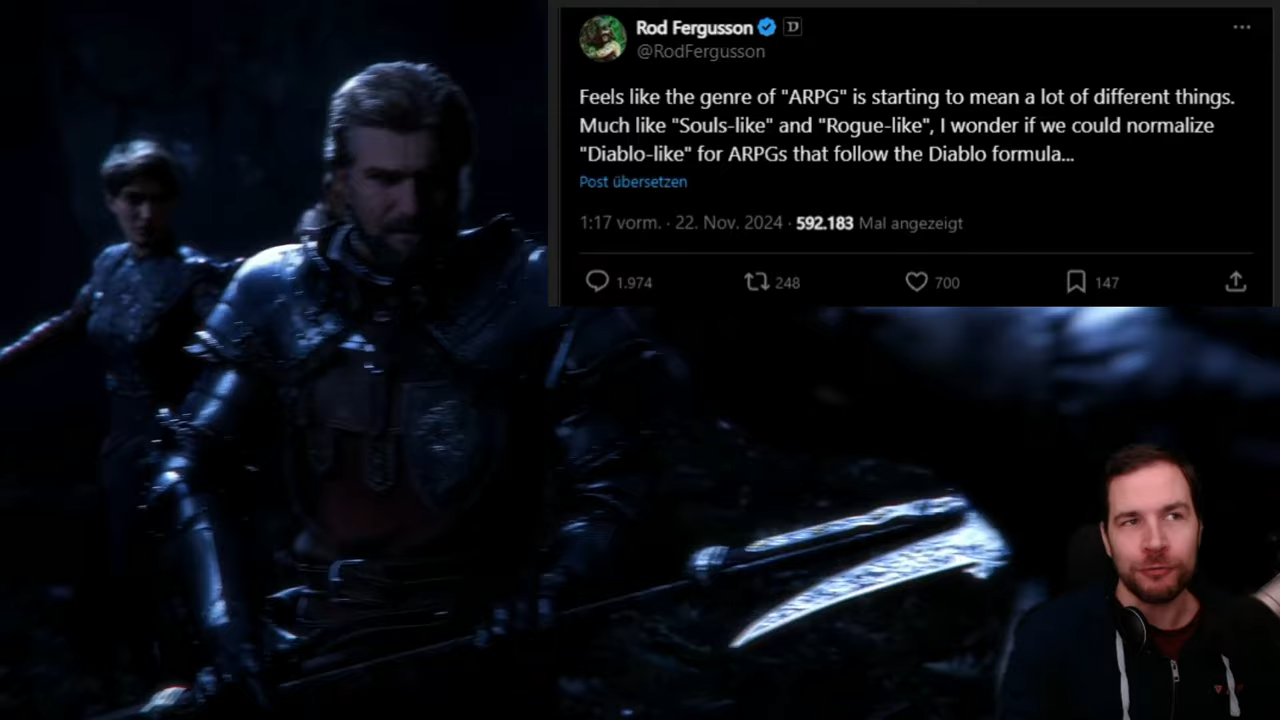 Rod Fergusson D
@RodFergusson
Feels like the genre of "ARPG" is starting to mean a lot of different things.
Much like "Souls-like" and "Rogue-like", I wonder if we could normalize
"Diablo-like" for ARPGs that follow the Diablo formula...
Post übersetzen
1:17 vorm. · 22. Nov. 2024 · 592.183 Mal angezeigt
1.974 248 700 147